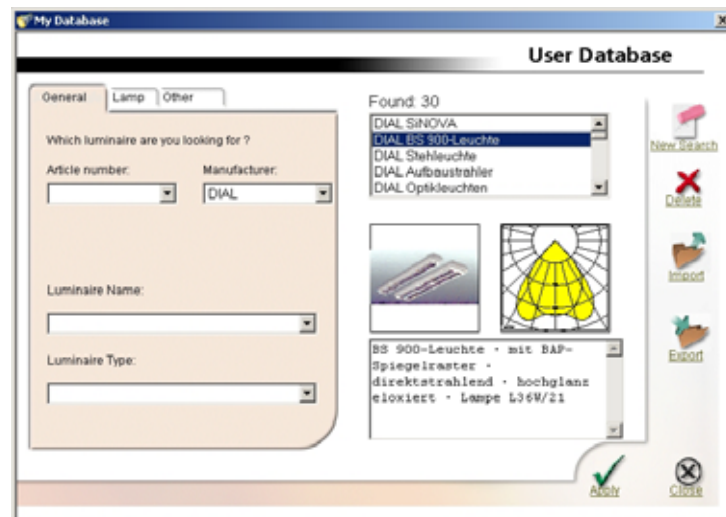 My Database
User Database
General Lamp Other
Which luminaire are you looking for ?
Article number: Manufacturer:
DIAL
Luminaire Name:
Luminaire Type:
Found: 30
DIAL SiNOVA
DIAL BS 900-Leuchte
DIAL Stehleuchte
DIAL Aufbaustrahler
DIAL Optikleuchten
BS 900-Leuchte · mit BAP-
Spiegelraster ·
direktstrahlend · hochglanz
eloxiert · Lampe L36W/21
New Search
Delete
Import
Export
Apply
Close